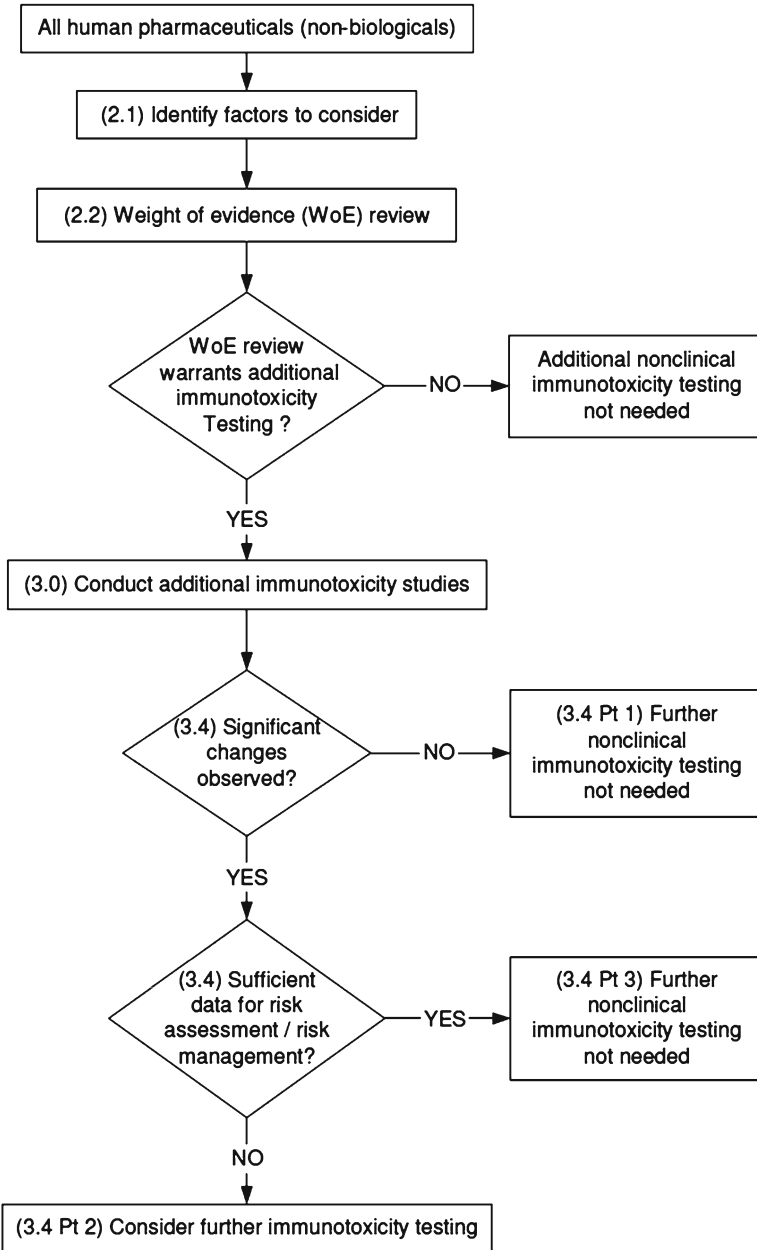 All human pharmaceuticals (non-biologicals)
(2.1) Identify factors to consider
(2.2) Weight of evidence (WoE) review
WoE review
warrants additional
immunotoxicity
Testing ?
NO
Additional nonclinical
immunotoxicity testing
not needed
YES
(3.0) Conduct additional immunotoxicity studies
(3.4) Significant
changes
observed?
NO
(3.4 Pt 1) Further
nonclinical
immunotoxicity testing
not needed
YES
(3.4) Sufficient
data for risk
assessment / risk
management?
YES
(3.4 Pt 3) Further
nonclinical
immunotoxicity testing
not needed
NO
(3.4 Pt 2) Consider further immunotoxicity testing